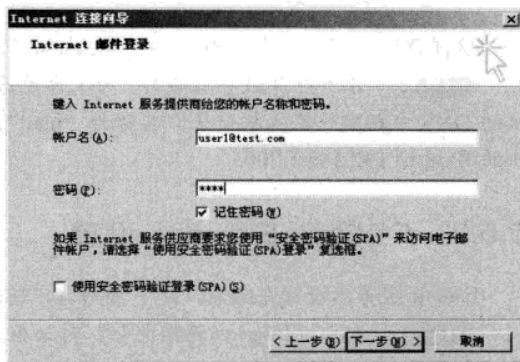 Internet 连接向导
Internet 邮件登录
键入 Internet 服务提供商给您的帐户名称和密码。
帐户名(A):
user1@test.com
密码(P):
****
记住密码(W)
如果 Internet 服务供应商要求您使用“安全密码验证(SPA)”来访问电子邮
件帐户，请选择“使用安全密码验证(SPA)登录”复选框。
使用安全密码验证登录(SPA)(S)
< 上一步(B)
下一步(N) >
取消